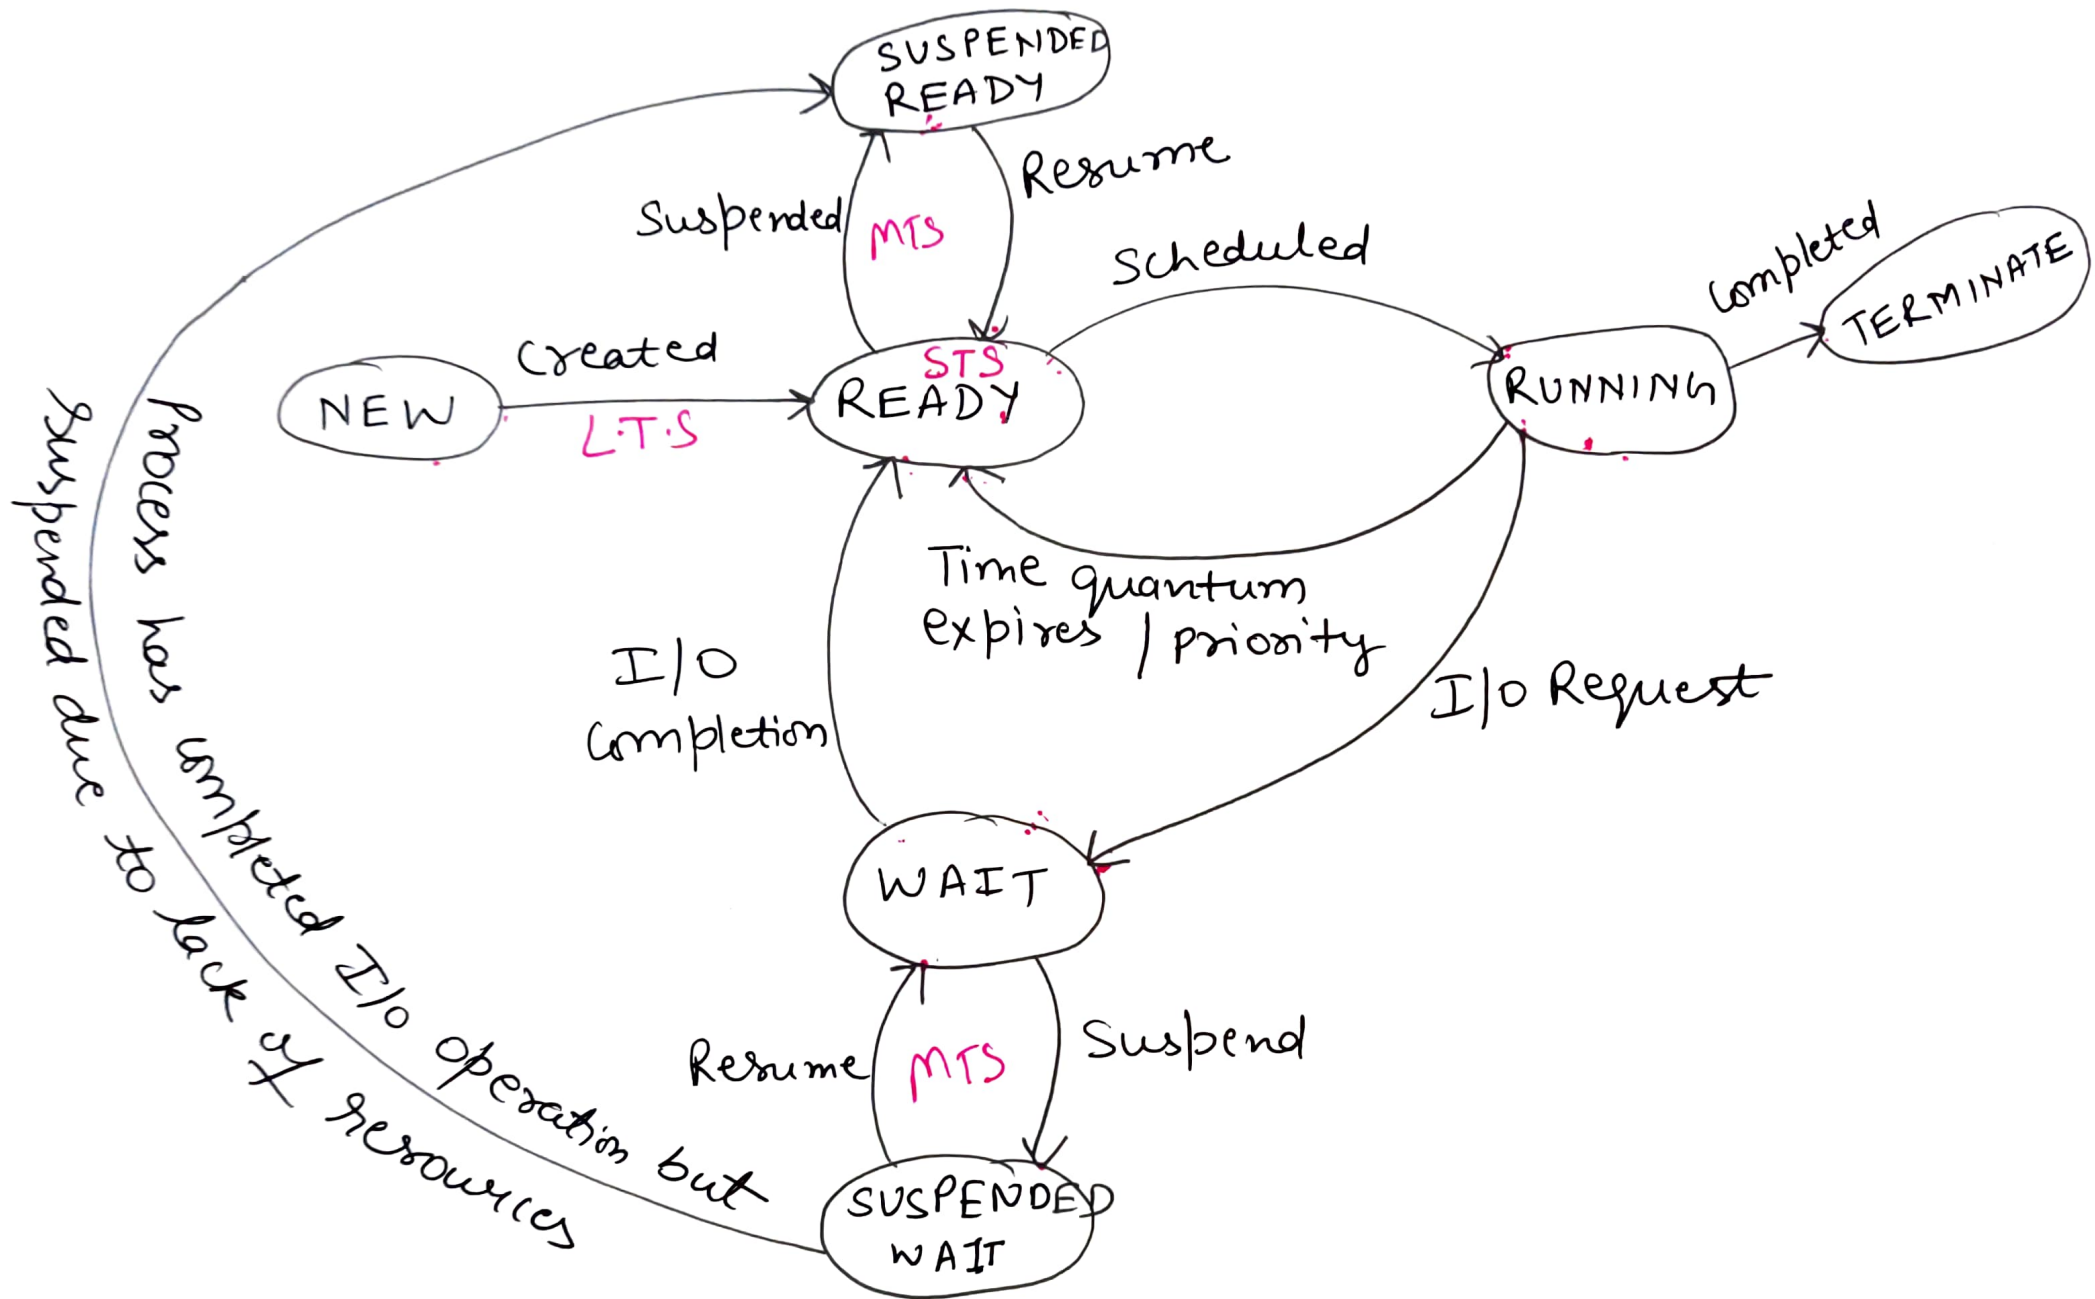 SUSPENDED
READY
Resume
Suspended
MTS
Scheduled
Completed
TERMINATE
Created
STS
NEW
READY
RUNNING
L.T.S
Time quantum
expires / priority
I/O
Completion
I/O Request
WAIT
Resume
MTS
Suspend
SUSPENDED
WAIT
Process has completed I/O operation but
suspended due to lack of resources